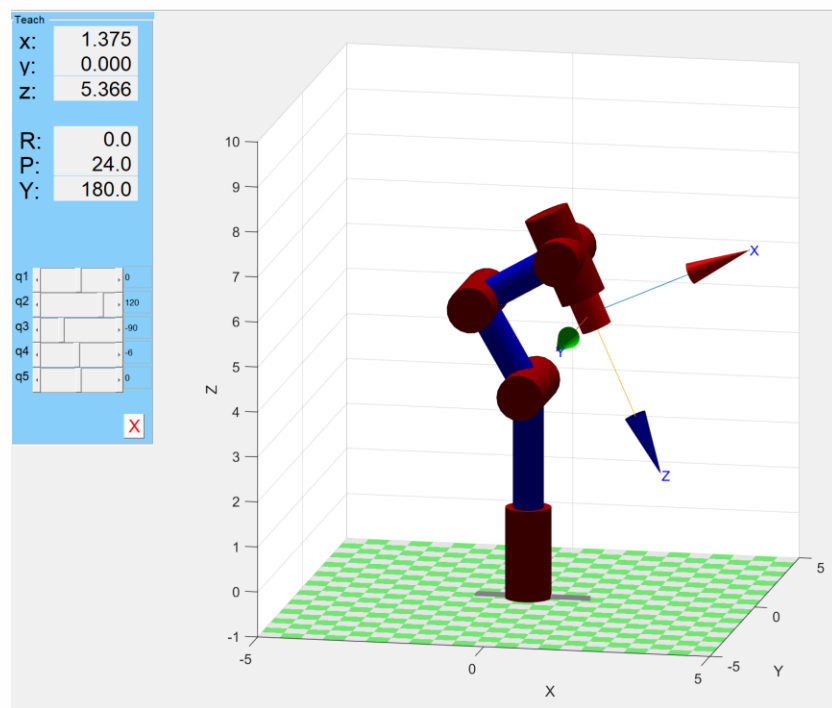 Teach
x: 1.375
y: 0.000
z: 5.366
R: 0.0
P: 24.0
Y: 180.0
q1 0
q2 120
q3 -90
q4 -6
q5 0
X
10
9
8
7
6
5
4
3
2
1
0
-1
Z
X
Y
Z
-5
0
5
X
-5
0
5
Y